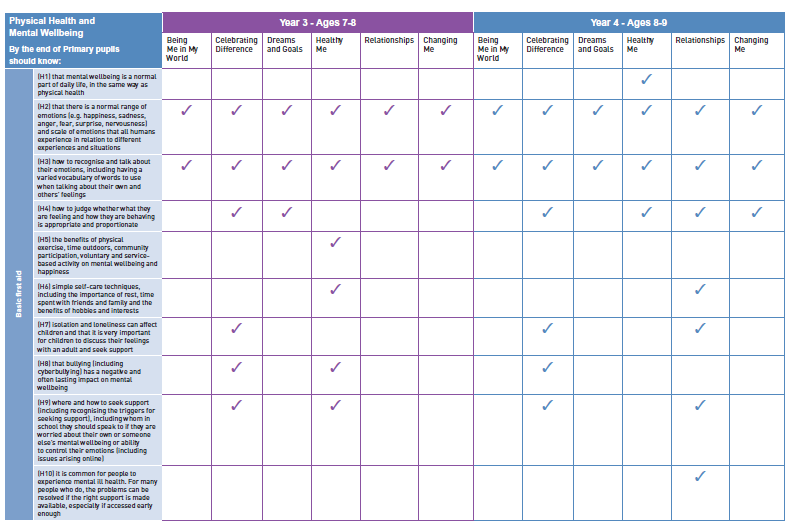 Physical Health and
Mental Wellbeing
By the end of Primary pupils
should know:
Year 3 - Ages 7-8
Year 4 - Ages 8-9
Being
Me in My
World
Celebrating
Difference
Dreams
and Goals
Healthy
Me
Relationships
Changing
Me
Being
Me in My
World
Celebrating
Difference
Dreams
and Goals
Healthy
Me
Relationships
Changing
Me
Basic first aid
(H1) that mental wellbeing is a normal
part of daily life, in the same way as
physical health
✓
(H2) that there is a normal range of
emotions (e.g. happiness, sadness,
anger, fear, surprise, nervousness)
and scale of emotions that all humans
experience in relation to different
experiences and situations
✓ ✓ ✓ ✓ ✓ ✓ ✓ ✓ ✓ ✓ ✓ ✓
(H3) how to recognise and talk about
their emotions, including having a
varied vocabulary of words to use
when talking about their own and
others' feelings
✓ ✓ ✓ ✓ ✓ ✓ ✓ ✓ ✓ ✓ ✓ ✓
(H4) how to judge whether what they
are feeling and how they are behaving
is appropriate and proportionate
✓ ✓ ✓ ✓ ✓ ✓
(H5) the benefits of physical
exercise, time outdoors, community
participation, voluntary and service-
based activity on mental wellbeing and
happiness
✓
(H6) simple self-care techniques,
including the importance of rest, time
spent with friends and family and the
benefits of hobbies and interests
✓ ✓
(H7) isolation and loneliness can affect
children and that it is very important
for children to discuss their feelings
with an adult and seek support
✓ ✓ ✓
(H8) that bullying (including
cyberbullying) has a negative and
often lasting impact on mental
wellbeing
✓ ✓ ✓
(H9) where and how to seek support
(including recognising the triggers for
seeking support), including whom in
school they should speak to if they are
worried about their own or someone
else's mental wellbeing or ability
to control their emotions (including
issues arising online)
✓ ✓ ✓ ✓
(H10) it is common for people to
experience mental ill health. For many
people who do, the problems can be
resolved if the right support is made
available, especially if accessed early
enough
✓